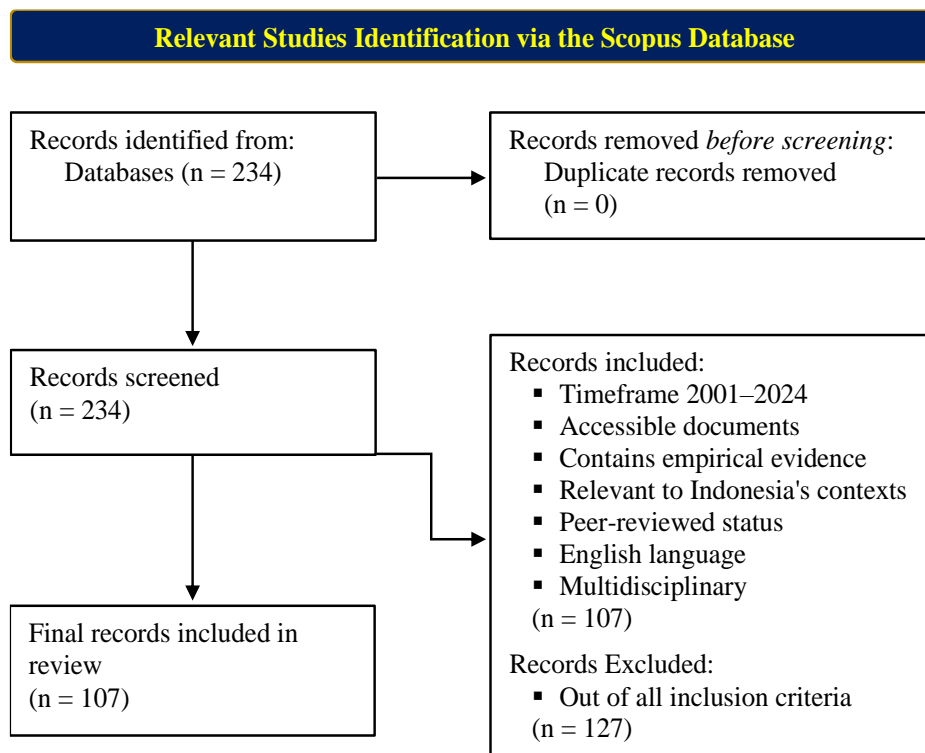 Relevant Studies Identification via the Scopus Database
Records identified from:
Databases (n = 234)
Records removed before screening:
Duplicate records removed
(n = 0)
Records screened
(n = 234)
Records included:
▪ Timeframe 2001–2024
▪ Accessible documents
▪ Contains empirical evidence
▪ Relevant to Indonesia's contexts
▪ Peer-reviewed status
▪ English language
▪ Multidisciplinary
(n = 107)
Records Excluded:
▪ Out of all inclusion criteria
(n = 127)
Final records included in
review
(n = 107)